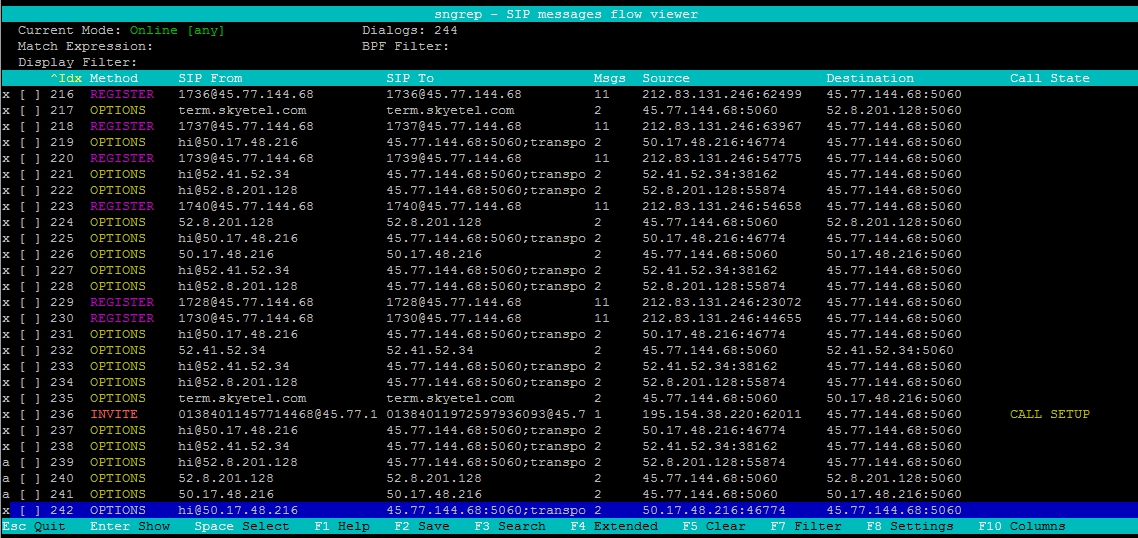 sngrep - SIP messages flow viewer
Current Mode: Online [any] Dialogs: 244
Match Expression: BPF Filter:
Display Filter:
^Idx Method SIP From SIP To Msgs Source Destination Call State
x [ ] 216 REGISTER 1736@45.77.144.68 1736@45.77.144.68 11 212.83.131.246:62499 45.77.144.68:5060
x [ ] 217 OPTIONS term.skyetel.com term.skyetel.com 2 45.77.144.68:5060 52.8.201.128:5060
x [ ] 218 REGISTER 1737@45.77.144.68 1737@45.77.144.68 11 212.83.131.246:63967 45.77.144.68:5060
x [ ] 219 OPTIONS hi@50.17.48.216 45.77.144.68:5060;transpo 2 50.17.48.216:46774 45.77.144.68:5060
x [ ] 220 REGISTER 1739@45.77.144.68 1739@45.77.144.68 11 212.83.131.246:54775 45.77.144.68:5060
x [ ] 221 OPTIONS hi@52.41.52.34 45.77.144.68:5060;transpo 2 52.41.52.34:38162 45.77.144.68:5060
x [ ] 222 OPTIONS hi@52.8.201.128 45.77.144.68:5060;transpo 2 52.8.201.128:55874 45.77.144.68:5060
x [ ] 223 REGISTER 1740@45.77.144.68 1740@45.77.144.68 11 212.83.131.246:54658 45.77.144.68:5060
x [ ] 224 OPTIONS 52.8.201.128 52.8.201.128 2 45.77.144.68:5060 52.8.201.128:5060
x [ ] 225 OPTIONS hi@50.17.48.216 45.77.144.68:5060;transpo 2 50.17.48.216:46774 45.77.144.68:5060
x [ ] 226 OPTIONS 50.17.48.216 50.17.48.216 2 45.77.144.68:5060 50.17.48.216:5060
x [ ] 227 OPTIONS hi@52.41.52.34 45.77.144.68:5060;transpo 2 52.41.52.34:38162 45.77.144.68:5060
x [ ] 228 OPTIONS hi@52.8.201.128 45.77.144.68:5060;transpo 2 52.8.201.128:55874 45.77.144.68:5060
x [ ] 229 REGISTER 1728@45.77.144.68 1728@45.77.144.68 11 212.83.131.246:23072 45.77.144.68:5060
x [ ] 230 REGISTER 1730@45.77.144.68 1730@45.77.144.68 11 212.83.131.246:44655 45.77.144.68:5060
x [ ] 231 OPTIONS hi@50.17.48.216 45.77.144.68:5060;transpo 2 50.17.48.216:46774 45.77.144.68:5060
x [ ] 232 OPTIONS 52.41.52.34 52.41.52.34 2 45.77.144.68:5060 52.41.52.34:5060
x [ ] 233 OPTIONS hi@52.41.52.34 45.77.144.68:5060;transpo 2 52.41.52.34:38162 45.77.144.68:5060
x [ ] 234 OPTIONS hi@52.8.201.128 45.77.144.68:5060;transpo 2 52.8.201.128:55874 45.77.144.68:5060
x [ ] 235 OPTIONS term.skyetel.com term.skyetel.com 2 45.77.144.68:5060 50.17.48.216:5060
x [ ] 236 INVITE 01384011457714468@45.77.1 01384011972597936093@45.7 1 195.154.38.220:62011 45.77.144.68:5060 CALL SETUP
x [ ] 237 OPTIONS hi@50.17.48.216 45.77.144.68:5060;transpo 2 50.17.48.216:46774 45.77.144.68:5060
x [ ] 238 OPTIONS hi@52.41.52.34 45.77.144.68:5060;transpo 2 52.41.52.34:38162 45.77.144.68:5060
a [ ] 239 OPTIONS hi@52.8.201.128 45.77.144.68:5060;transpo 2 52.8.201.128:55874 45.77.144.68:5060
a [ ] 240 OPTIONS 52.8.201.128 52.8.201.128 2 45.77.144.68:5060 52.8.201.128:5060
a [ ] 241 OPTIONS 50.17.48.216 50.17.48.216 2 45.77.144.68:5060 50.17.48.216:5060
x [ ] 242 OPTIONS hi@50.17.48.216 45.77.144.68:5060;transpo 2 50.17.48.216:46774 45.77.144.68:5060
Esc Quit Enter Show Space Select F1 Help F2 Save F3 Search F4 Extended F5 Clear F7 Filter F8 Settings F10 Columns